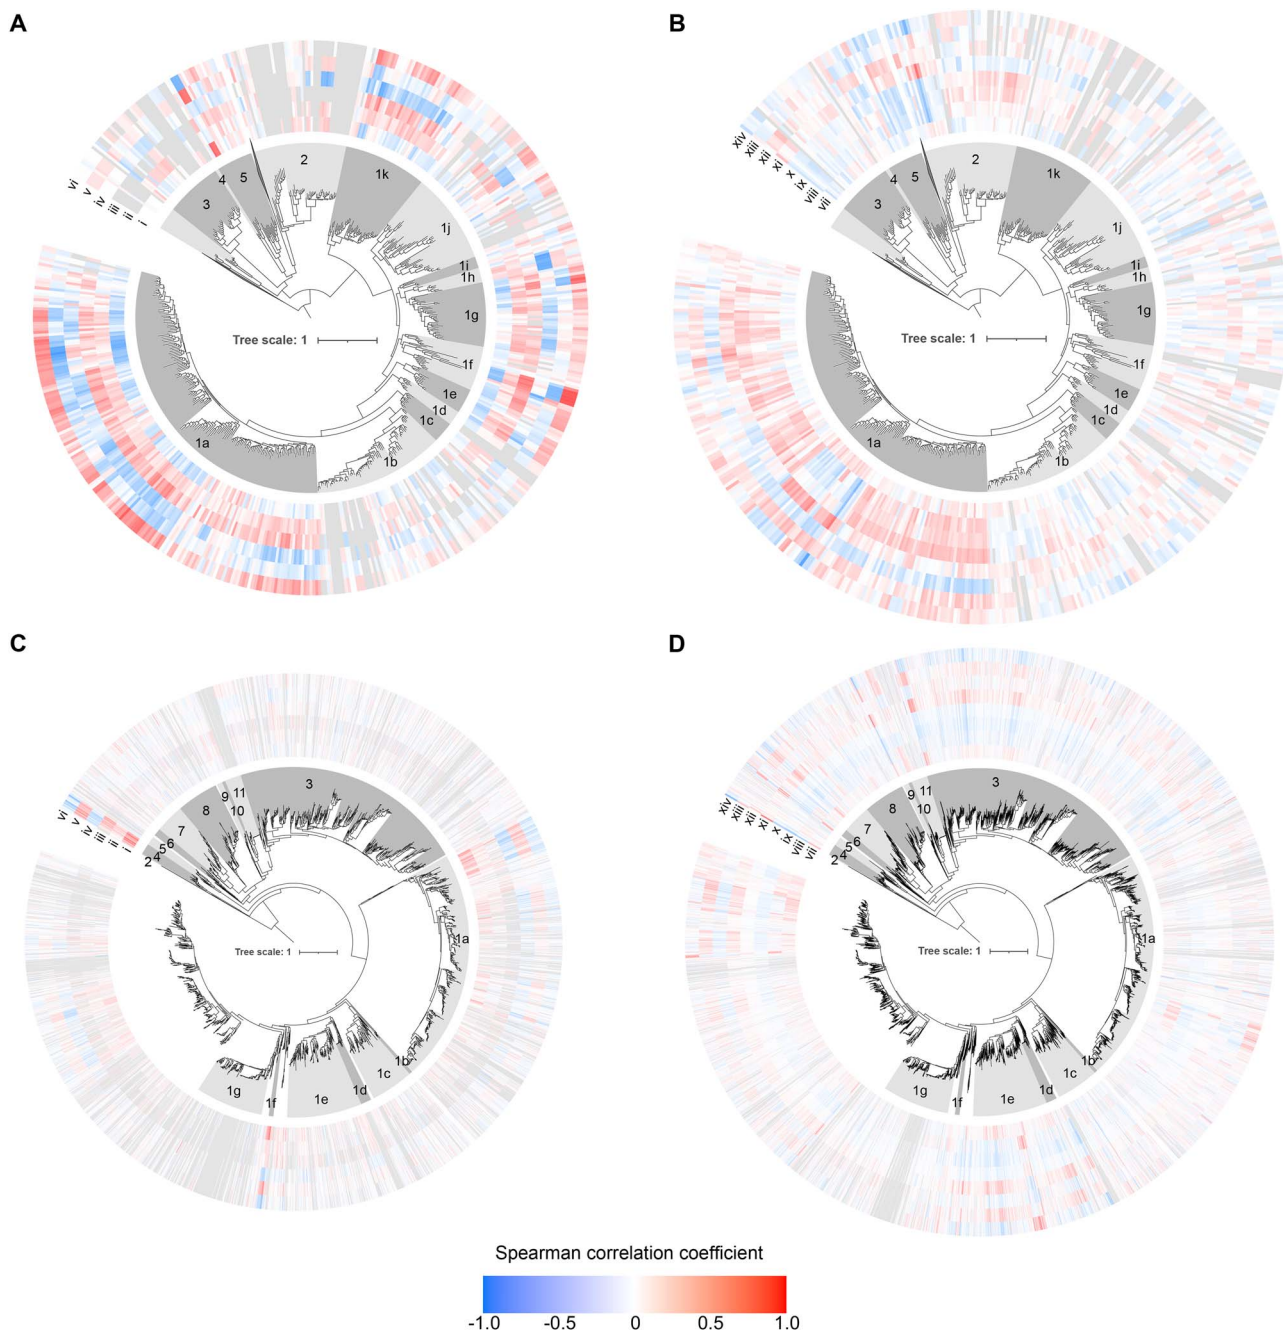 A
vi
v
iv
iii
ii
i
3
4
5
2
1k
1j
1i
1h
1g
1f
1e
1d
1c
1b
1a
Tree scale: 1
B
xiv
xiii
xii
xi
x
ix
viii
vii
3
4
5
2
1k
1j
1i
1h
1g
1f
1e
1d
1c
1b
1a
Tree scale: 1
C
vi
v
iv
iii
ii
i
2
4
5
6
7
8
9
10
11
3
1a
1b
1c
1d
1e
1f
1g
Tree scale: 1
D
xiv
xiii
xii
xi
x
ix
viii
vii
2
4
5
6
7
8
9
10
11
3
1a
1b
1c
1d
1e
1f
1g
Tree scale: 1
Spearman correlation coefficient
-1.0 -0.5 0 0.5 1.0